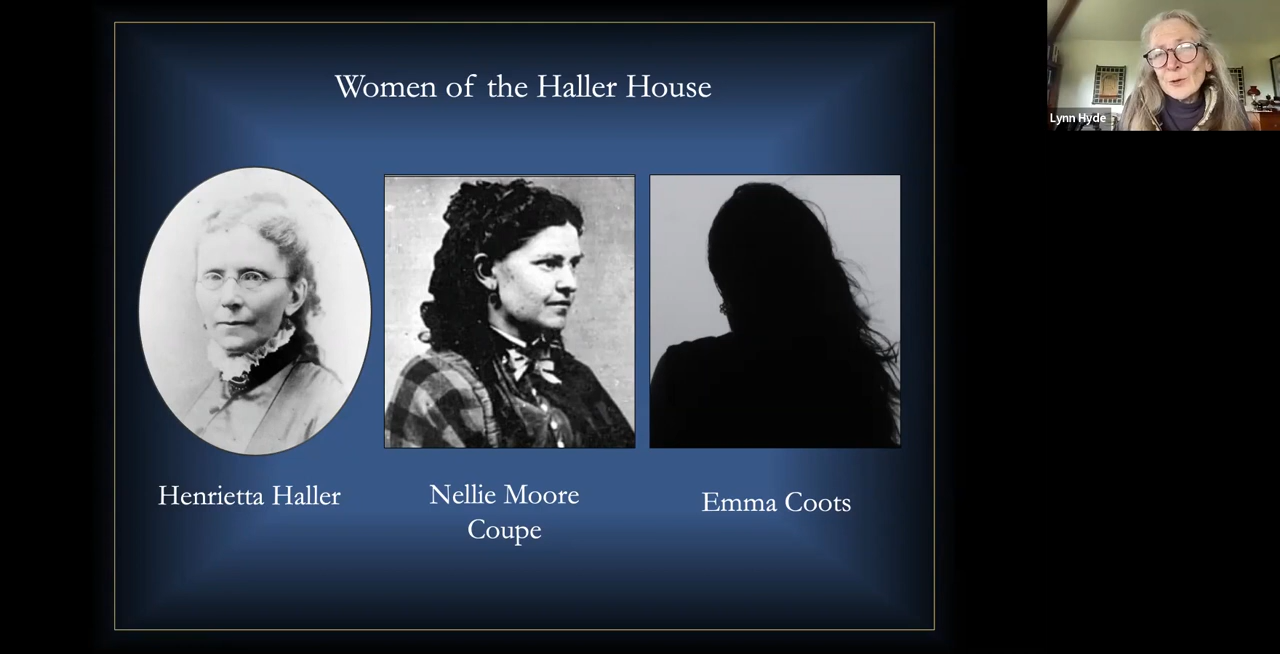 Women of the Haller House
Lynn Hyde
Henrietta Haller
Nellie Moore
Coupe
Emma Coots